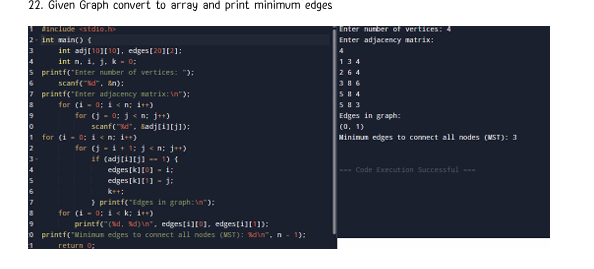 22. Given Graph convert to array and print minimum edges
1 #include <stdio.h>
2 int main() {
3 int adj[10][10], edges[20][2];
4 int n, i, j, k = 0;
5 printf("Enter number of vertices: ");
6 scanf("%d", &n);
7 printf("Enter adjacency matrix:\n");
8 for (i = 0; i < n; i++)
9 for (j = 0; j < n; j++)
0 scanf("%d", &adj[i][j]);
1 for (i = 0; i < n; i++)
2 for (j = i + 1; j < n; j++)
3 if (adj[i][j] == 1) {
4 edges[k][0] = i;
5 edges[k][1] = j;
6 k++;
7 } printf("Edges in graph:\n");
8 for (i = 0; i < k; i++)
9 printf("(%d, %d)\n", edges[i][0], edges[i][1]);
0 printf("Minimum edges to connect all nodes (MST): %d\n", n - 1);
1 return 0;
Enter number of vertices: 4
Enter adjacency matrix:
4
1 3 4
2 6 4
3 8 6
5 8 4
5 8 3
Edges in graph:
(0, 1)
Minimum edges to connect all nodes (MST): 3
=== Code Execution Successful ===